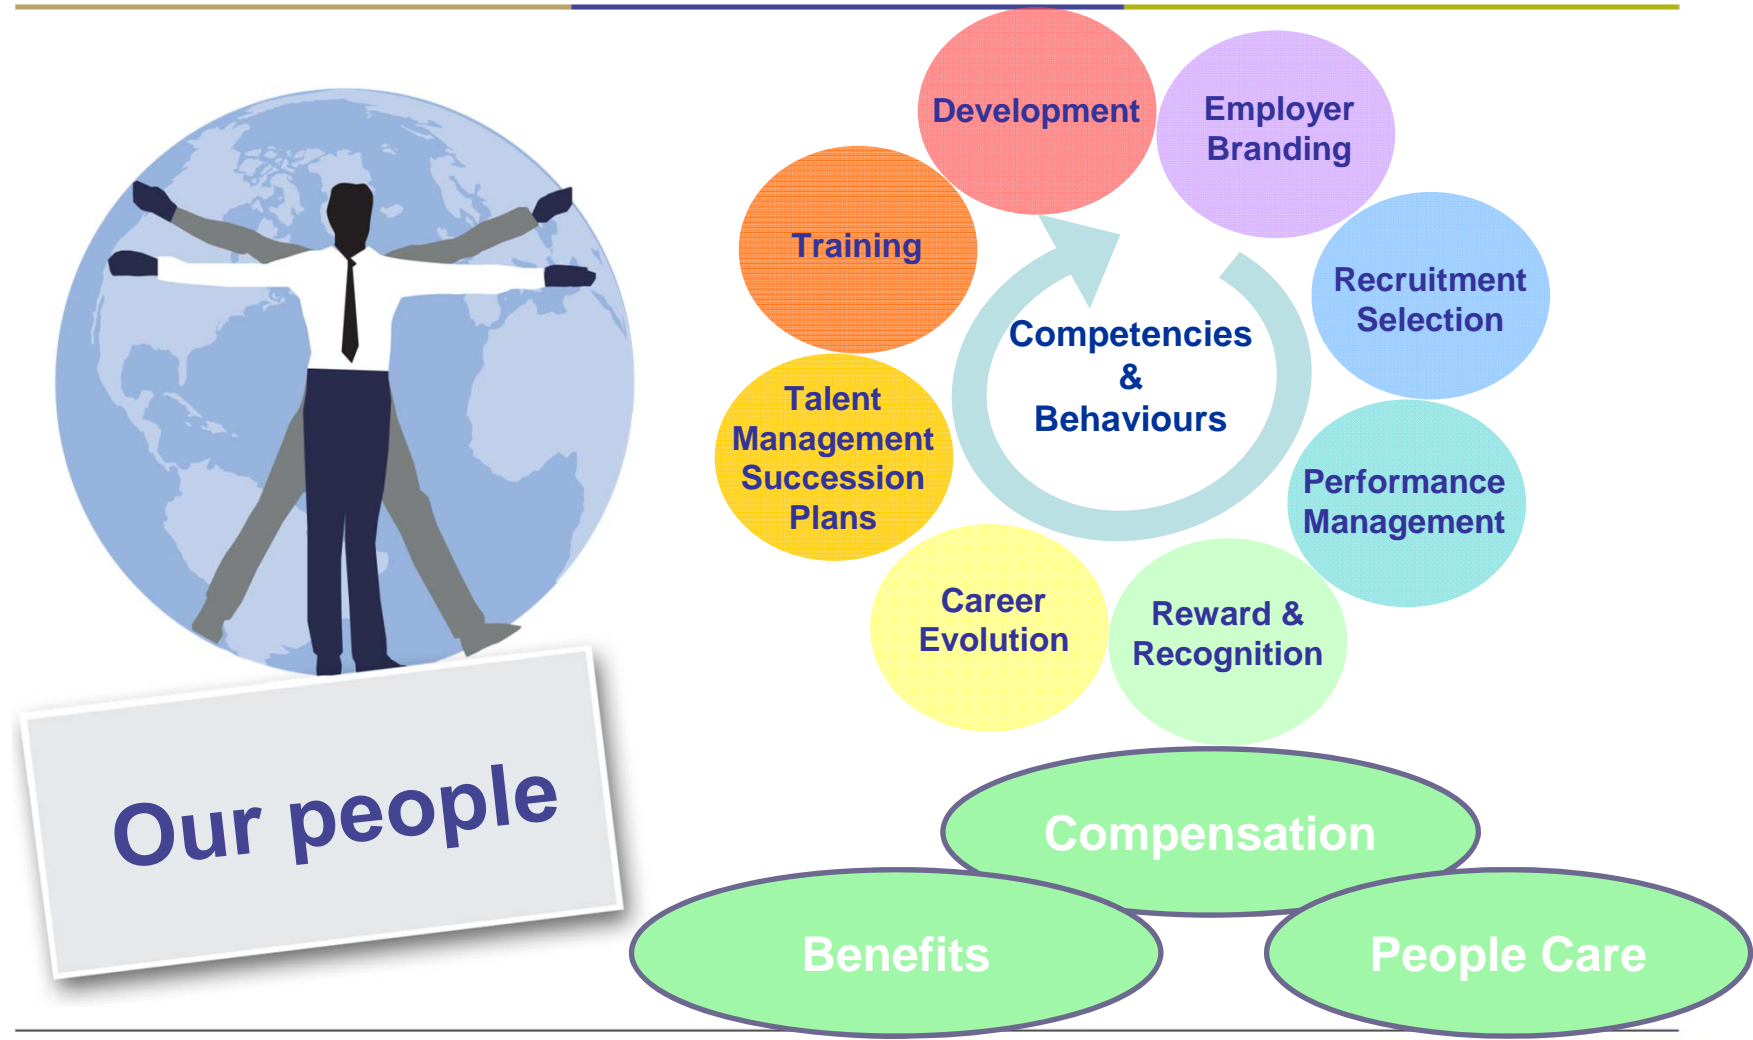 Development
Employer
Branding
Training
Recruitment
Selection
Competencies
&
Behaviours
Talent
Management
Succession
Plans
Performance
Management
Career
Evolution
Reward &
Recognition
Our people
Compensation
Benefits
People Care